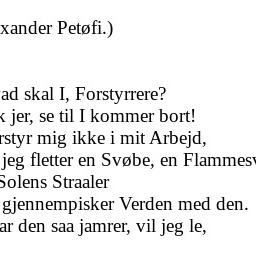 xander Petøfi.)
ad skal I, Forstyrrere?
k jer, se til I kommer bort!
rstyr mig ikke i mit Arbejd,
jeg fletter en Svøbe, en Flammesv
Solens Straaler
gjennempisker Verden med den.
ar den saa jamrer, vil jeg le,